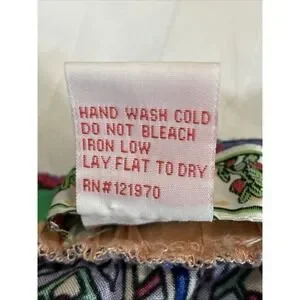 HAND WASH COLD
DO NOT BLEACH
IRON LOW
LAY FLAT TO DRY
RN#121970